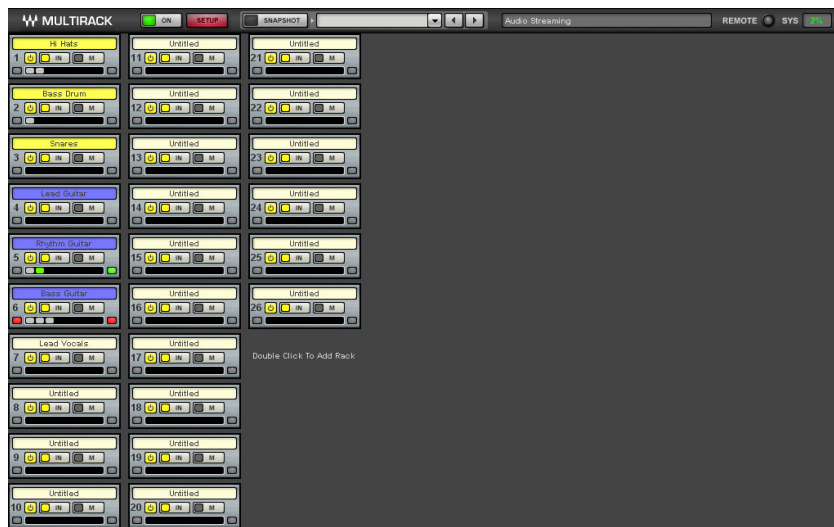 MULTIRACK ON SETUP SNAPSHOT Audio Streaming REMOTE SYS 2%
Hi Hats
1 IN M
Bass Drum
2 IN M
Snares
3 IN M
Lead Guitar
4 IN M
Rhythm Guitar
5 IN M
Bass Guitar
6 IN M
Lead Vocals
7 IN M
Untitled
8 IN M
Untitled
9 IN M
Untitled
10 IN M
Untitled
11 IN M
Untitled
12 IN M
Untitled
13 IN M
Untitled
14 IN M
Untitled
15 IN M
Untitled
16 IN M
Untitled
17 IN M
Untitled
18 IN M
Untitled
19 IN M
Untitled
20 IN M
Untitled
21 IN M
Untitled
22 IN M
Untitled
23 IN M
Untitled
24 IN M
Untitled
25 IN M
Untitled
26 IN M
Double Click To Add Rack